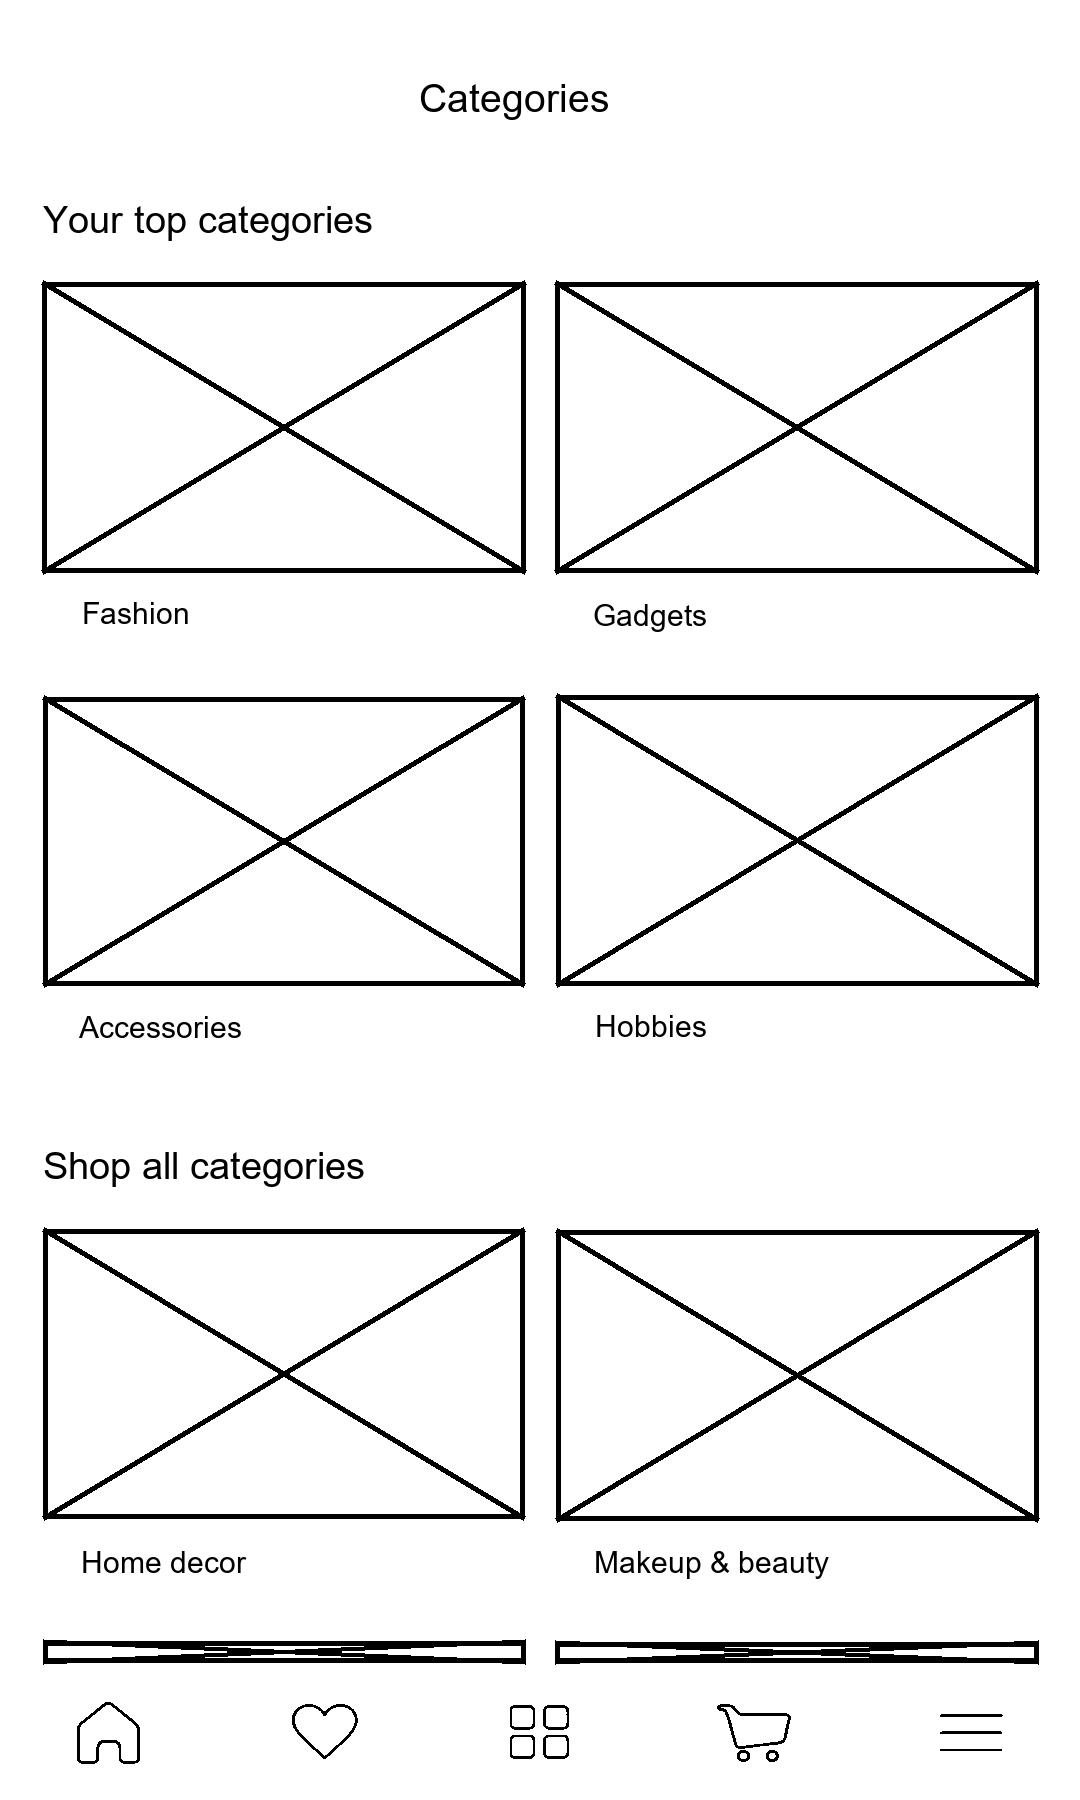 Categories
Your top categories
Fashion
Gadgets
Accessories
Hobbies
Shop all categories
Home decor
Makeup & beauty